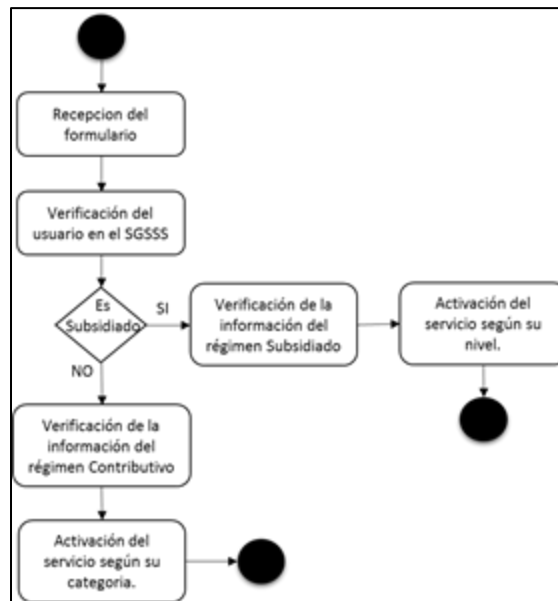 Recepcion del
formulario
Verificación del
usuario en el SGSSS
Es
Subsidiado
SI
Verificación de la
información del
régimen Subsidiado
Activación del
servicio según su
nivel.
NO
Verificación de la
información del
régimen Contributivo
Activación del
servicio según su
categoria.